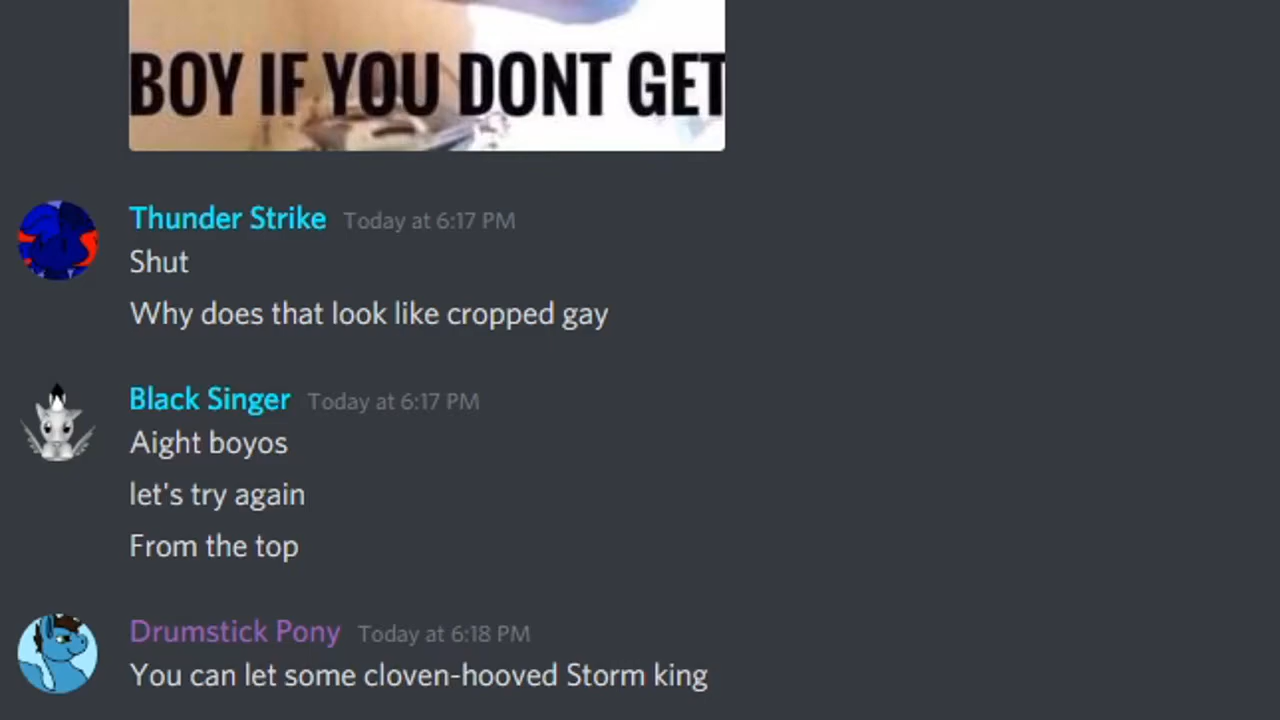 BOY IF YOU DONT GET
Thunder Strike Today at 6:17 PM
Shut
Why does that look like cropped gay
Black Singer Today at 6:17 PM
Aight boyos
let's try again
From the top
Drumstick Pony Today at 6:18 PM
You can let some cloven-hooved Storm king